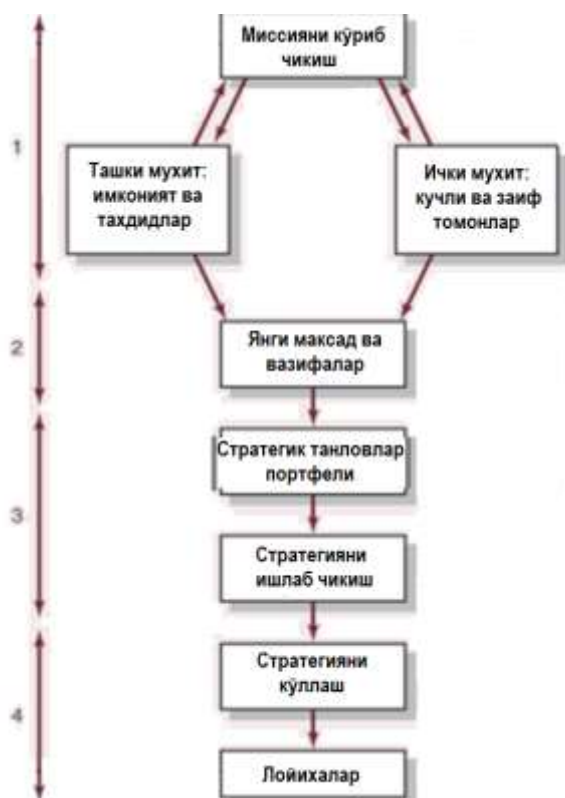 Миссияни кўриб
чикиш
1
Ташки мухит:
имконият ва
тахдидлар
Ички мухит:
кучли ва заиф
томонлар
2
Янги максад ва
вазифалар
Стратегик танловлар
портфели
3
Стратегияни
ишлаб чикиш
Стратегияни
кўллаш
4
Лойихалар